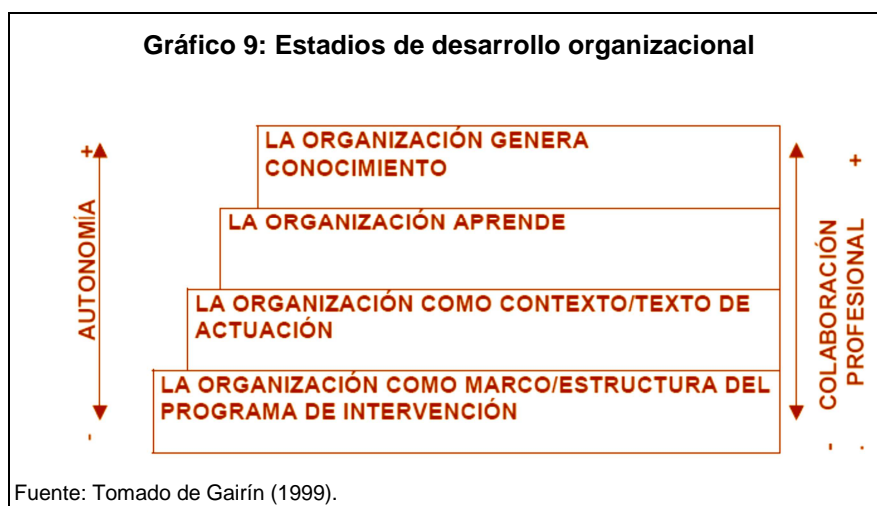 Gráfico 9: Estadios de desarrollo organizacional
+
AUTONOMÍA
-
LA ORGANIZACIÓN GENERA
CONOCIMIENTO
LA ORGANIZACIÓN APRENDE
LA ORGANIZACIÓN COMO CONTEXTO/TEXTO DE
ACTUACIÓN
LA ORGANIZACIÓN COMO MARCO/ESTRUCTURA DEL
PROGRAMA DE INTERVENCIÓN
+
COLABORACIÓN
PROFESIONAL
- .
Fuente: Tomado de Gairín (1999).